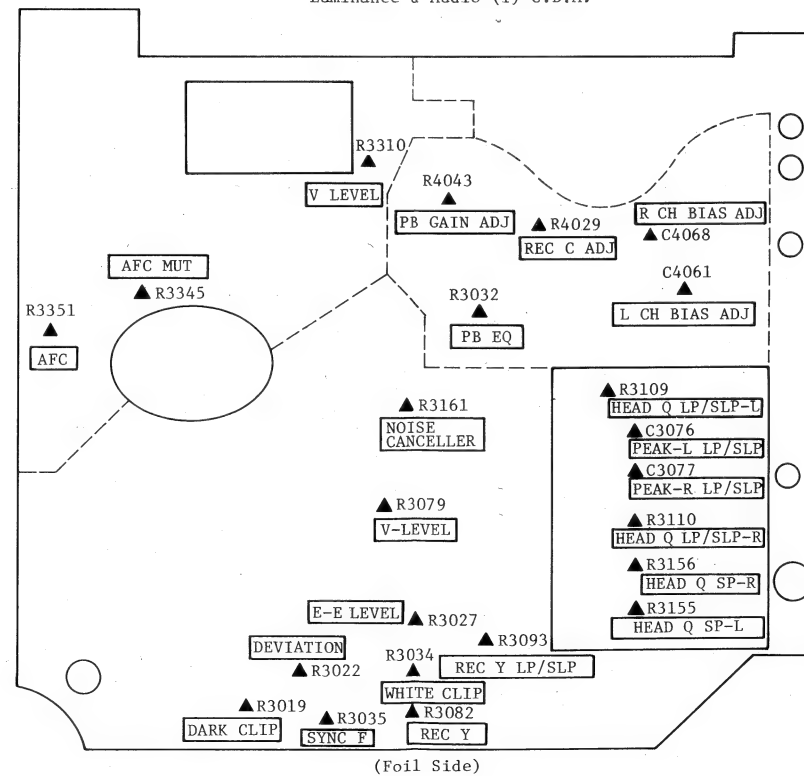 Luminance & Audio (1) C.B.A.
R3310
V LEVEL
R4043
PB GAIN ADJ
R4029
REC C ADJ
R CH BIAS ADJ
C4068
AFC MUT
R3345
C4061
L CH BIAS ADJ
R3351
AFC
R3032
PB EQ
R3109
HEAD Q LP/SLP-L
R3161
NOISE
CANCELLER
C3076
PEAK-L LP/SLP
C3077
PEAK-R LP/SLP
R3079
V-LEVEL
R3110
HEAD Q LP/SLP-R
R3156
HEAD Q SP-R
R3155
HEAD Q SP-L
E-E LEVEL
R3027
R3093
REC Y LP/SLP
DEVIATION
R3022
R3034
WHITE CLIP
R3019
DARK CLIP
R3035
SYNC F
R3082
REC Y
(Foil Side)